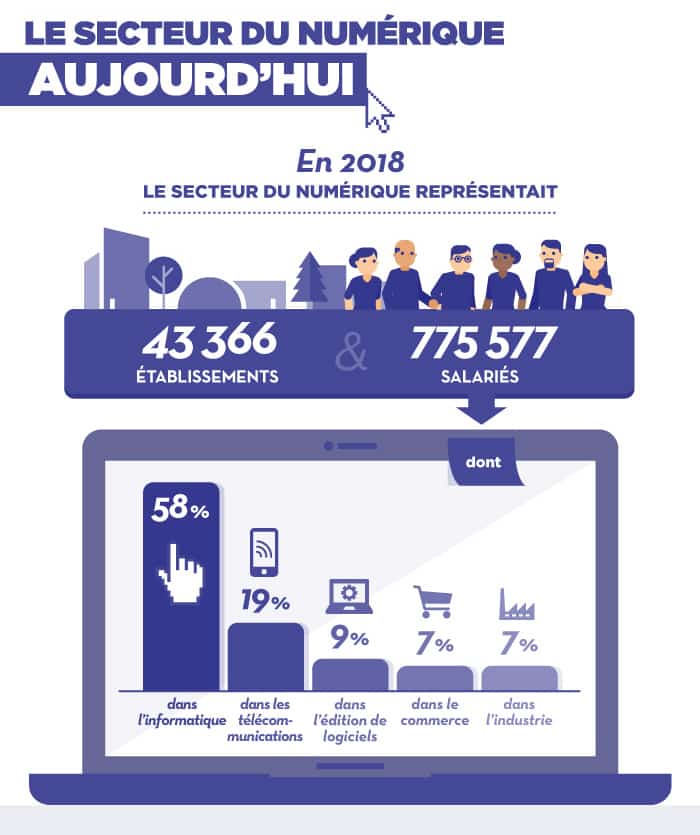 LE SECTEUR DU NUMÉRIQUE
AUJOURD'HUI
En 2018
LE SECTEUR DU NUMÉRIQUE REPRÉSENTAIT
43 366 & 775 577
ÉTABLISSEMENTS SALARIÉS
dont
58%
19%
9%
7%
7%
dans
l'informatique
dans les
télécom-
munications
dans
l'édition de
logiciels
dans le
commerce
dans
l'industrie